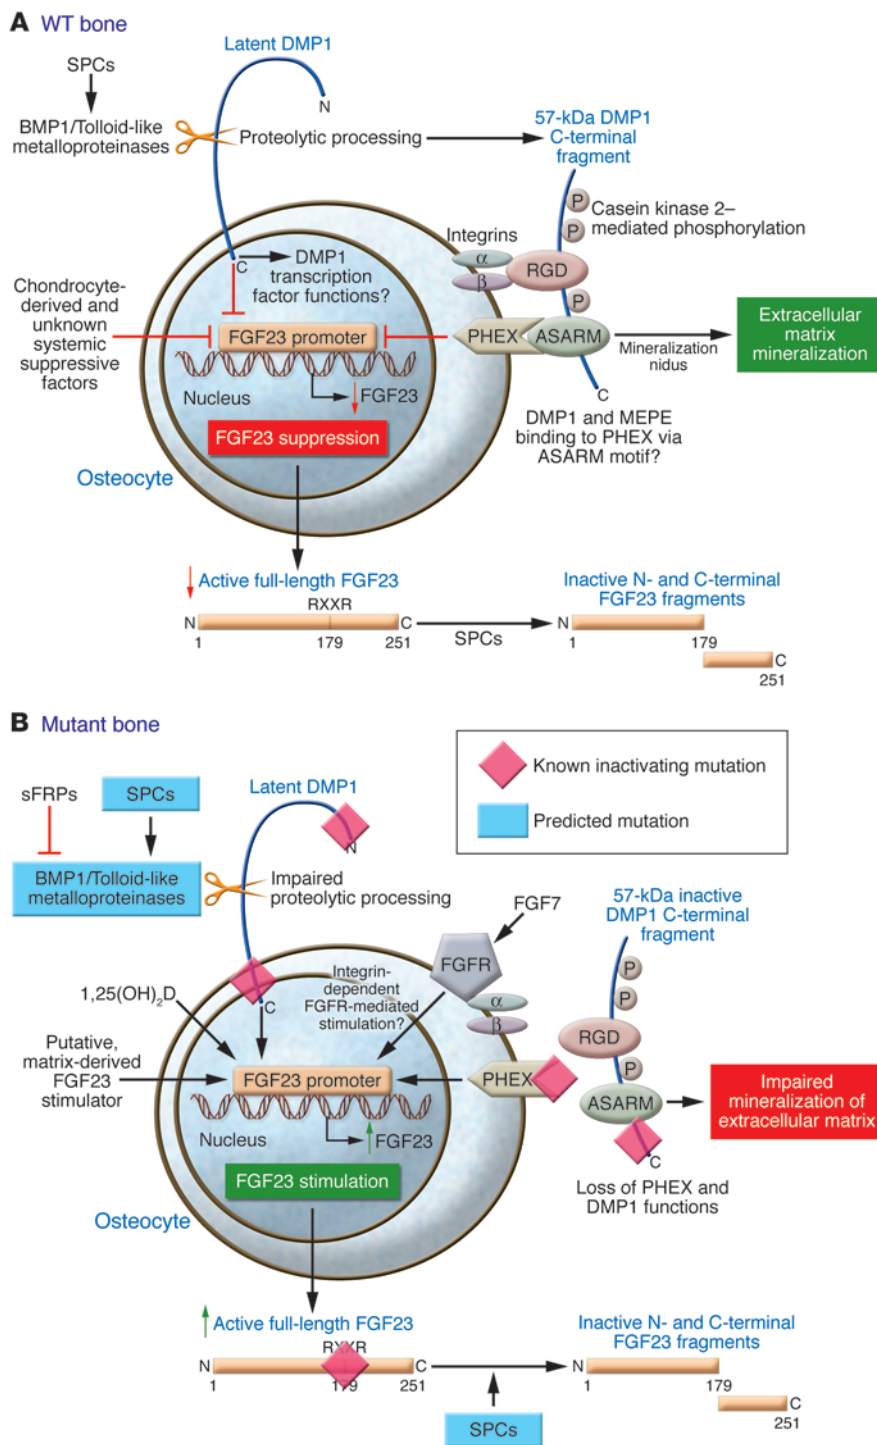 A WT bone
Latent DMP1
SPCs
N
BMP1/Tolloid-like
metalloproteinases
Proteolytic processing
57-kDa DMP1
C-terminal
fragment
P
P
Casein kinase 2–
mediated phosphorylation
Integrins
α
β
RGD
P
C
DMP1
transcription
factor functions?
Chondrocyte-
derived and
unknown
systemic
suppressive
factors
FGF23 promoter
PHEX
ASARM
Mineralization
nidus
Extracellular
matrix
mineralization
Nucleus
FGF23
C
FGF23 suppression
DMP1 and MEPE
binding to PHEX via
ASARM motif?
Osteocyte
Active full-length FGF23
RXXR
N
C
1
179
251
SPCs
Inactive N- and C-terminal
FGF23 fragments
N
1
179
C
251
B Mutant bone
Known inactivating mutation
Predicted mutation
sFRPs
SPCs
Latent DMP1
N
BMP1/Tolloid-like
metalloproteinases
Impaired
proteolytic processing
FGF7
57-kDa inactive
DMP1 C-terminal
fragment
P
P
FGFR
α
β
Integrin-
dependent
FGFR-mediated
stimulation?
1,25(OH)2D
C
RGD
P
Putative,
matrix-derived
FGF23
stimulator
FGF23 promoter
PHEX
ASARM
Impaired
mineralization of
extracellular matrix
Nucleus
FGF23
C
FGF23 stimulation
Loss of PHEX and
DMP1 functions
Osteocyte
Active full-length FGF23
RXXR
N
C
1
179
251
SPCs
Inactive N- and C-terminal
FGF23 fragments
N
1
179
C
251